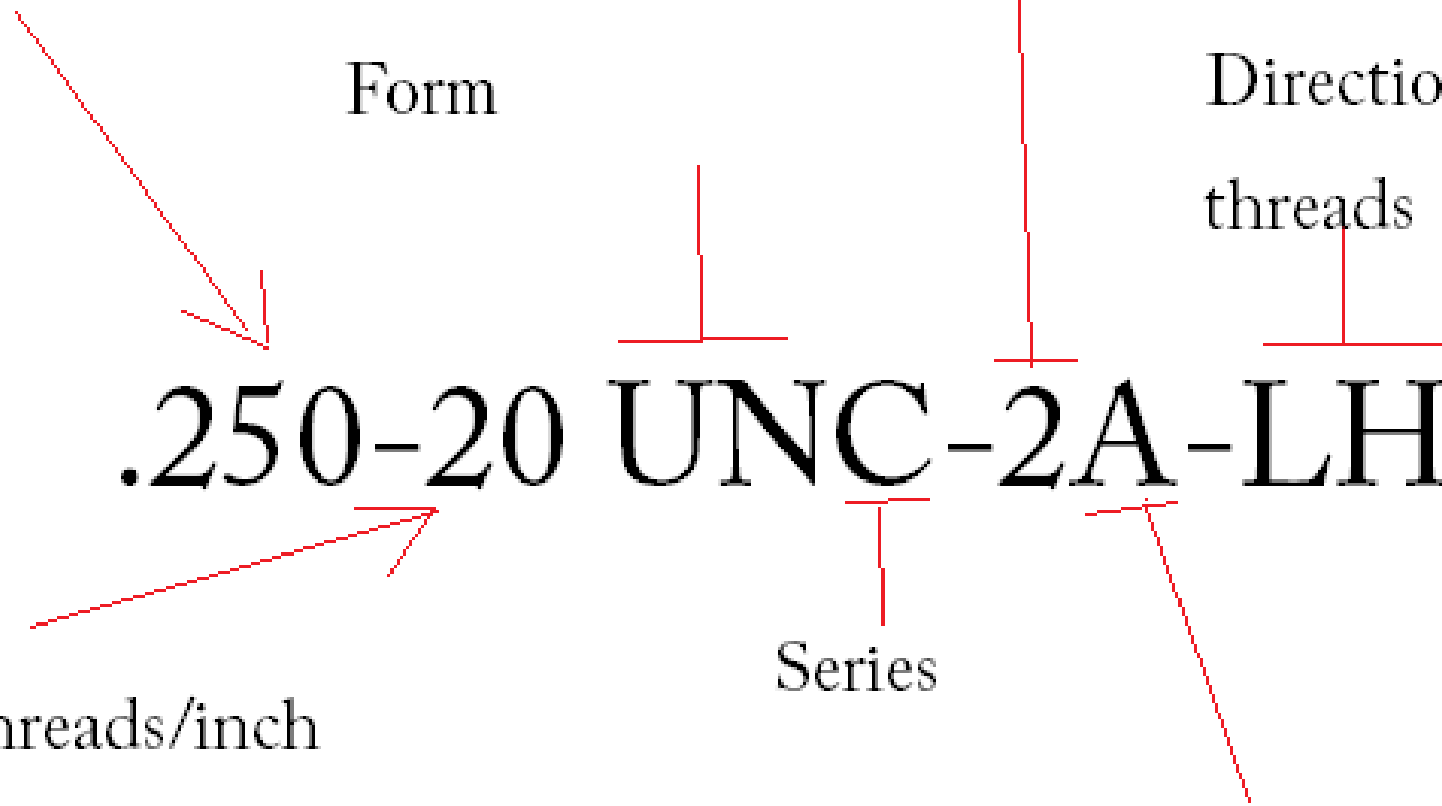 Form
Directio
threads
.250-20 UNC-2A-LH
Series
hreads/inch